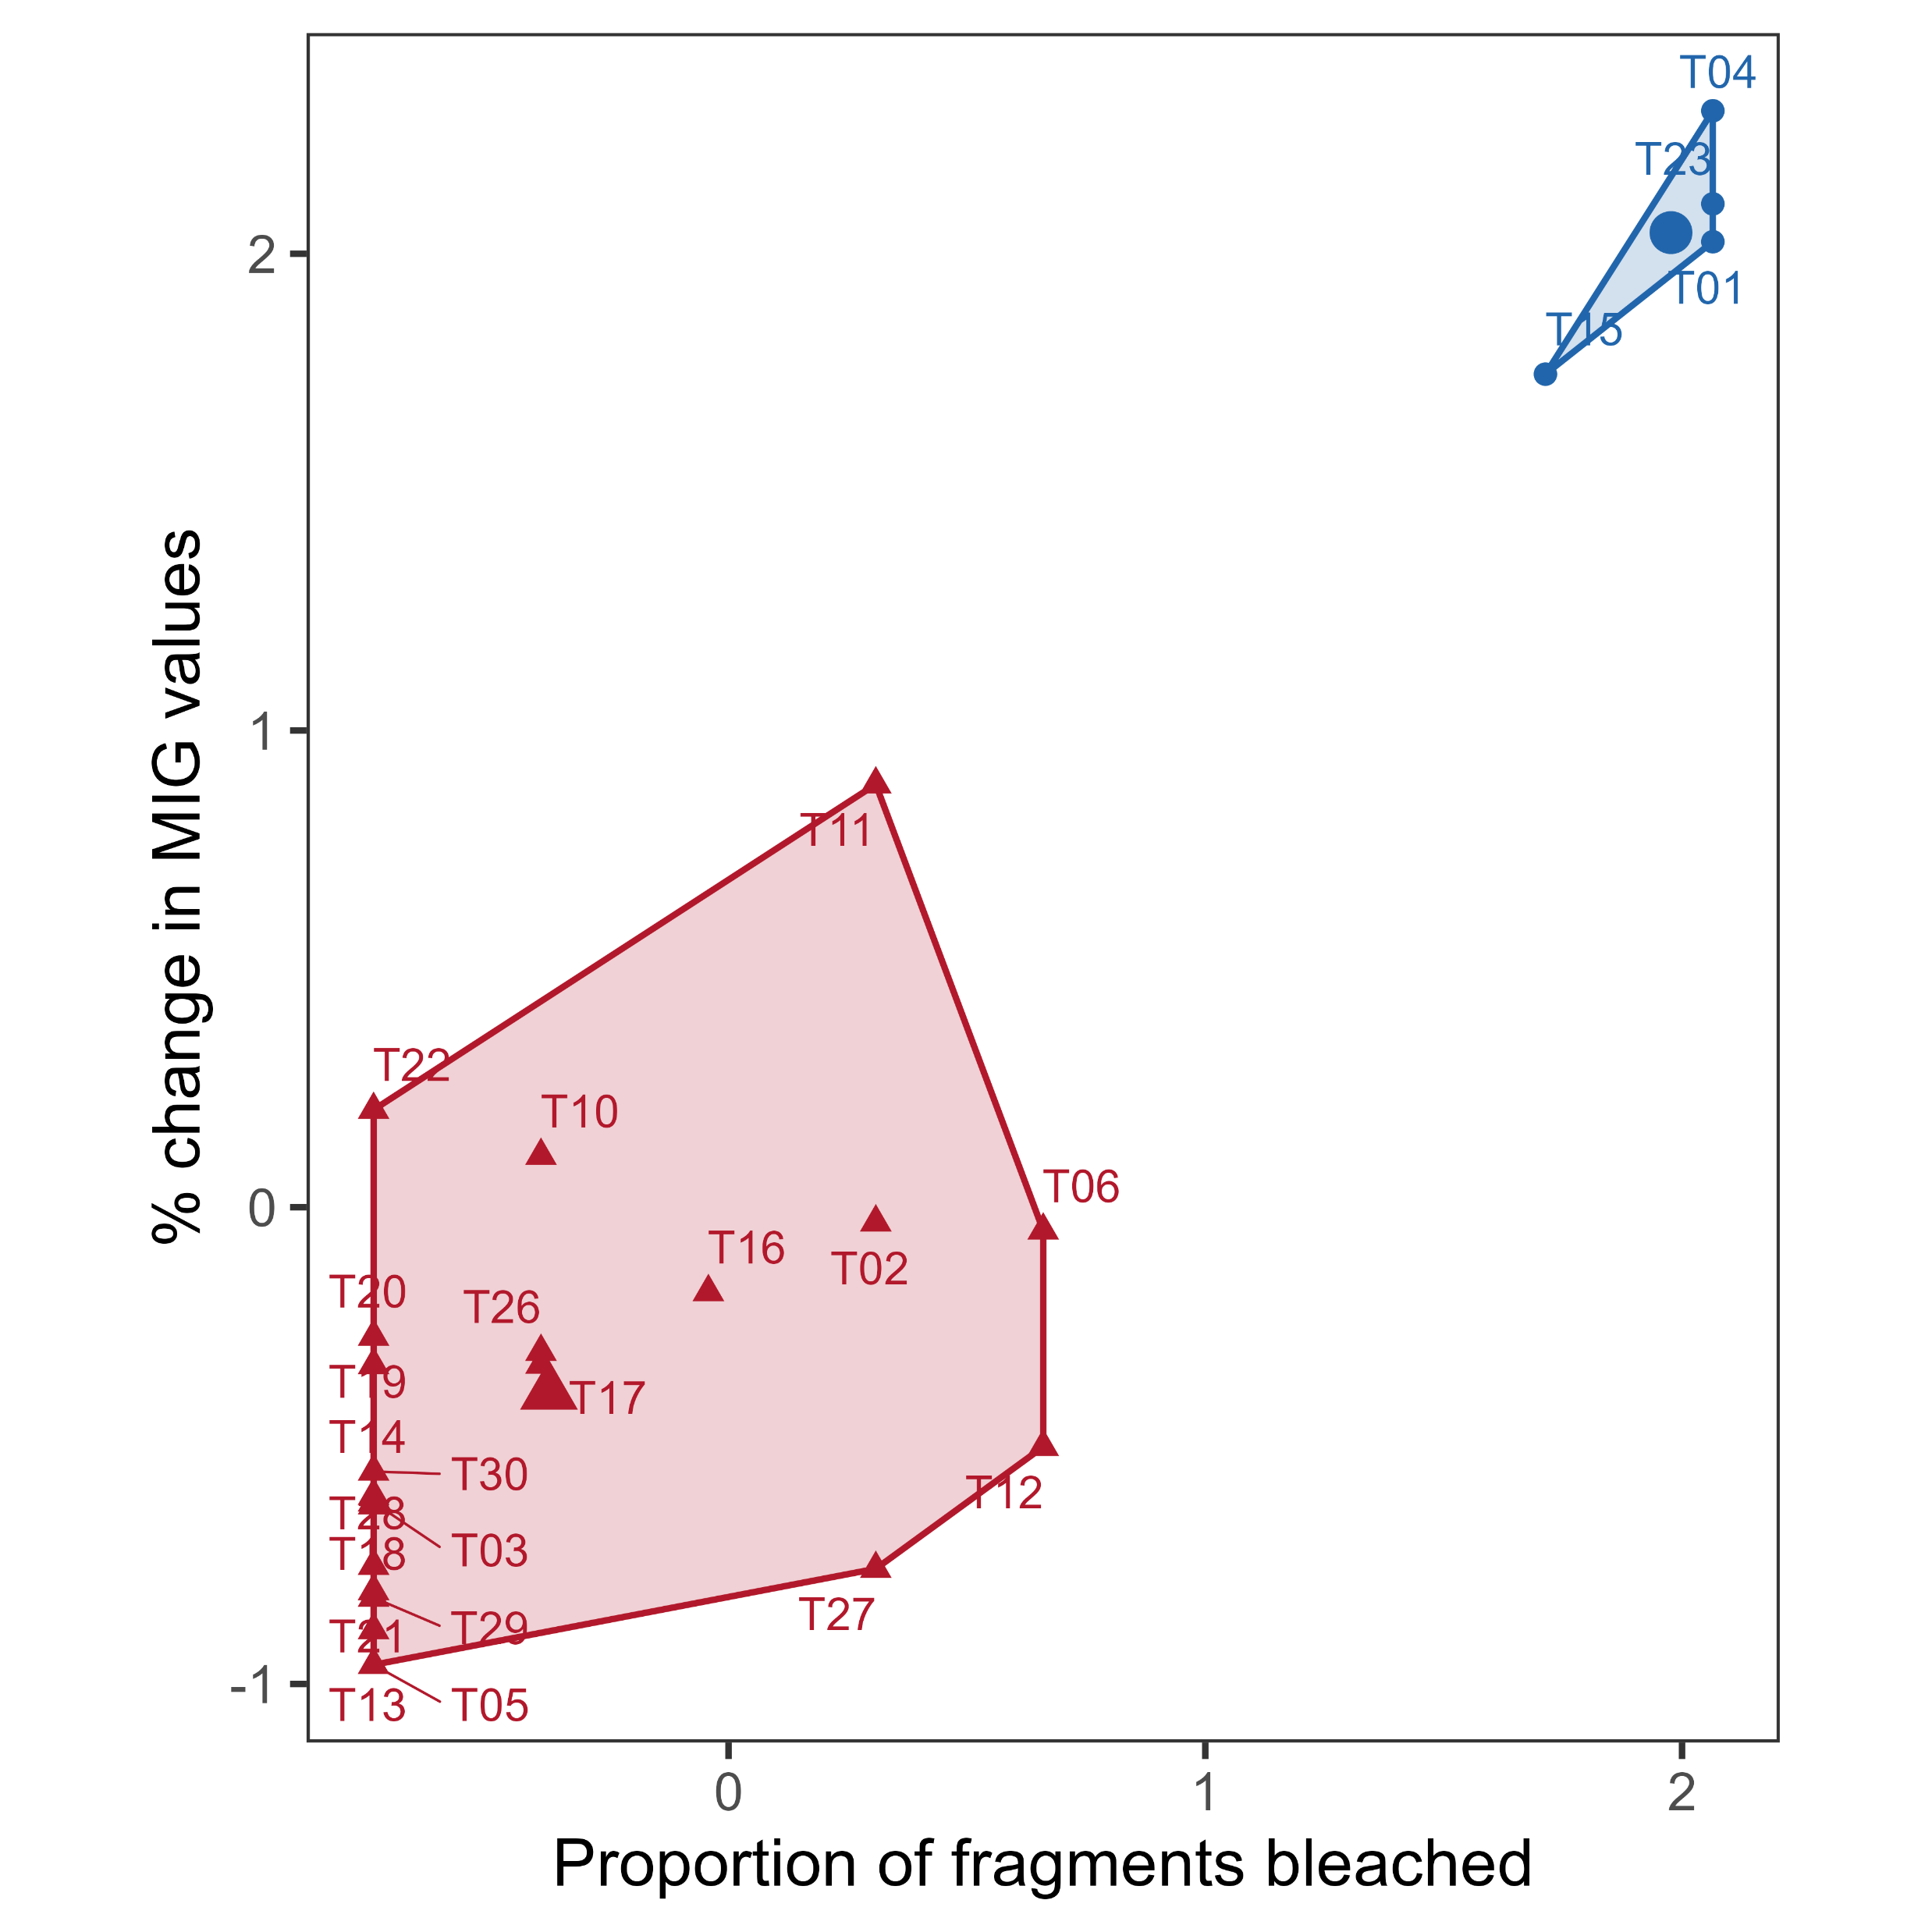 T04
T23
2
T01
T15
1
T11
T22
T10
T06
0
T16
T02
T20
T26
T19
T17
T14
T30
T12
T28
T03
T18
T27
T29
T21
-1
T13
T05
0
1
2
Proportion of fragments bleached
% change in MIG values